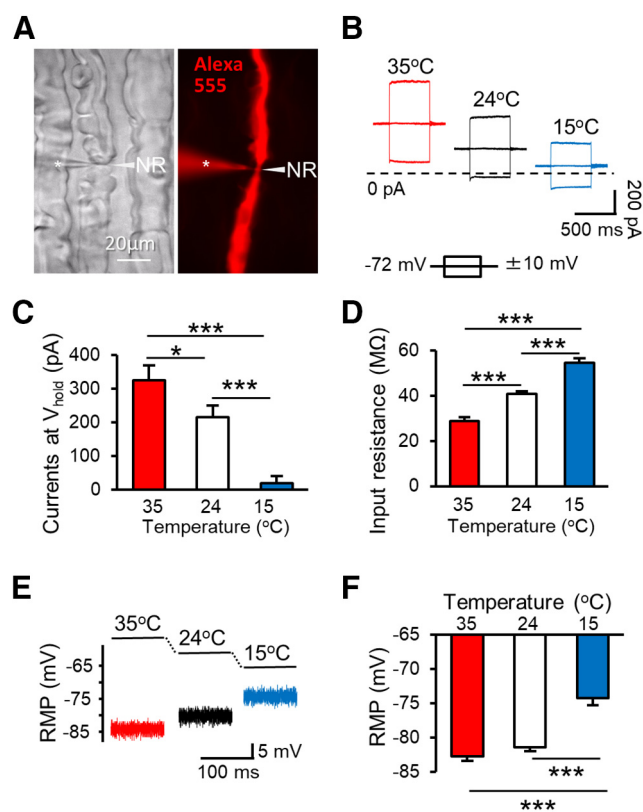 A
Alexa
555
*
NR
*
NR
20μm
B
35°C
24°C
15°C
0 pA
200 pA
500 ms
-72 mV
±10 mV
C
***
*
***
Currents at Vhold (pA)
400
300
200
100
0
35
24
15
Temperature (°C)
D
***
***
***
Input resistance (MΩ)
60
40
20
0
35
24
15
Temperature (°C)
E
35°C
24°C
15°C
RMP (mV)
-65
-75
-85
5 mV
100 ms
F
Temperature (°C)
35
24
15
RMP (mV)
-65
-70
-75
-80
-85
***
***